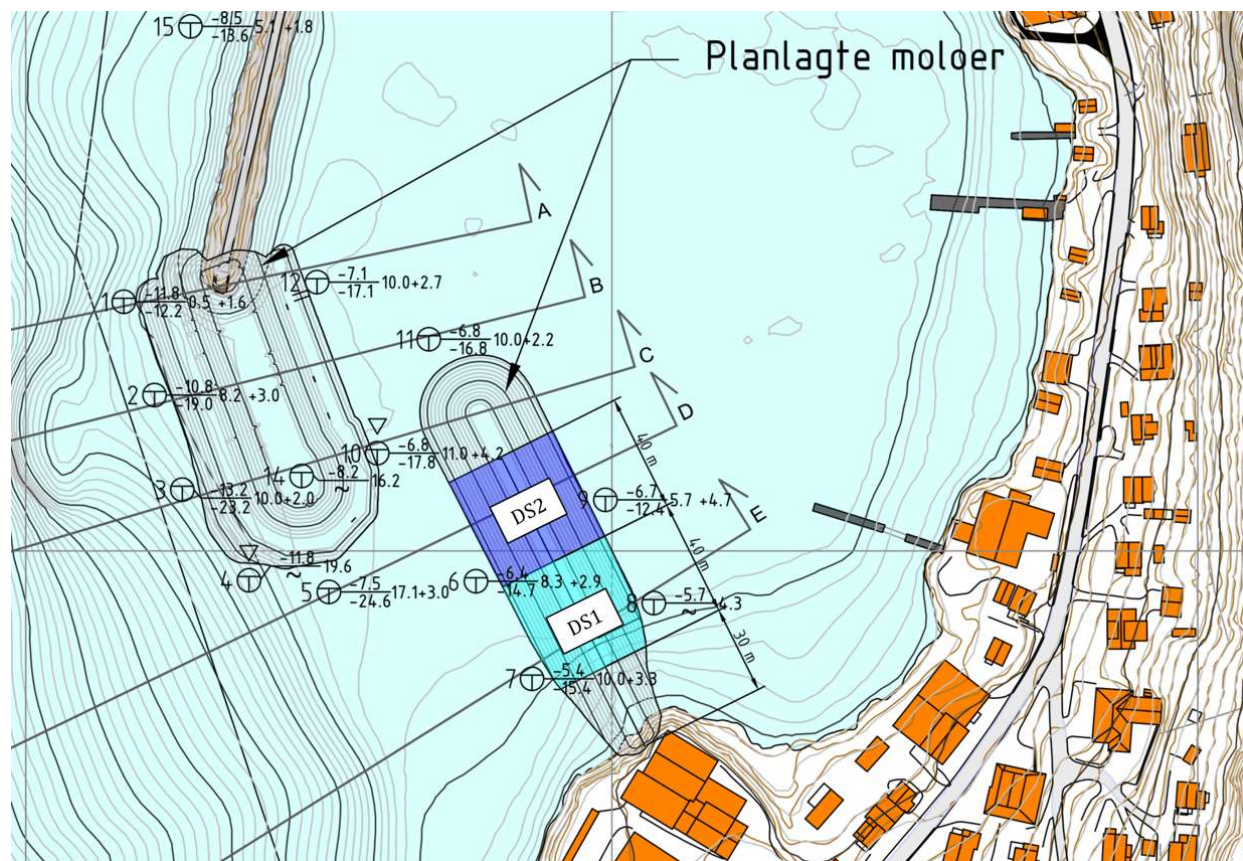 15 -8.5 5.1 +1.8
-13.6
Planlagte moloer
A
12 -7.1 10.0+2.7
-17.1
B
1 -11.8 0.5 +1.6
-12.2
11 -6.8 10.0+2.2
-16.8
C
2 -10.8 8.2 +3.0
-19.0
D
40 m
10 -6.8 11.0+4.2
-17.8
14 -8.2 16.2
~
3 -13.2 10.0+2.0
-23.2
DS2
9 -6.7 5.7 +4.7
-12.4
E
40 m
4 -11.8 19.6
~
5 -7.5 17.1+3.0
-24.6
6 -6.4 8.3 +2.9
-14.7
8 -5.7 +4.3
~
DS1
30 m
7 -5.4 10.0+3.3
-15.4